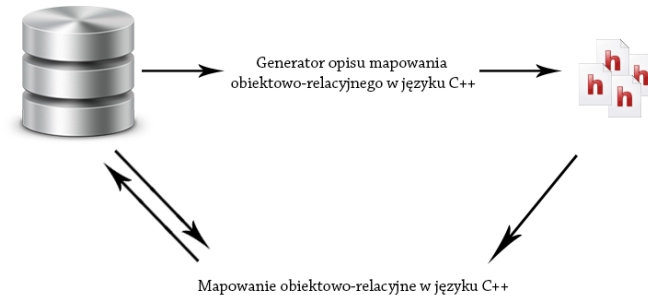 Generator opisu mapowania
obiektowo-relacyjnego w języku C++
h
h
h
h
Mapowanie obiektowo-relacyjne w języku C++